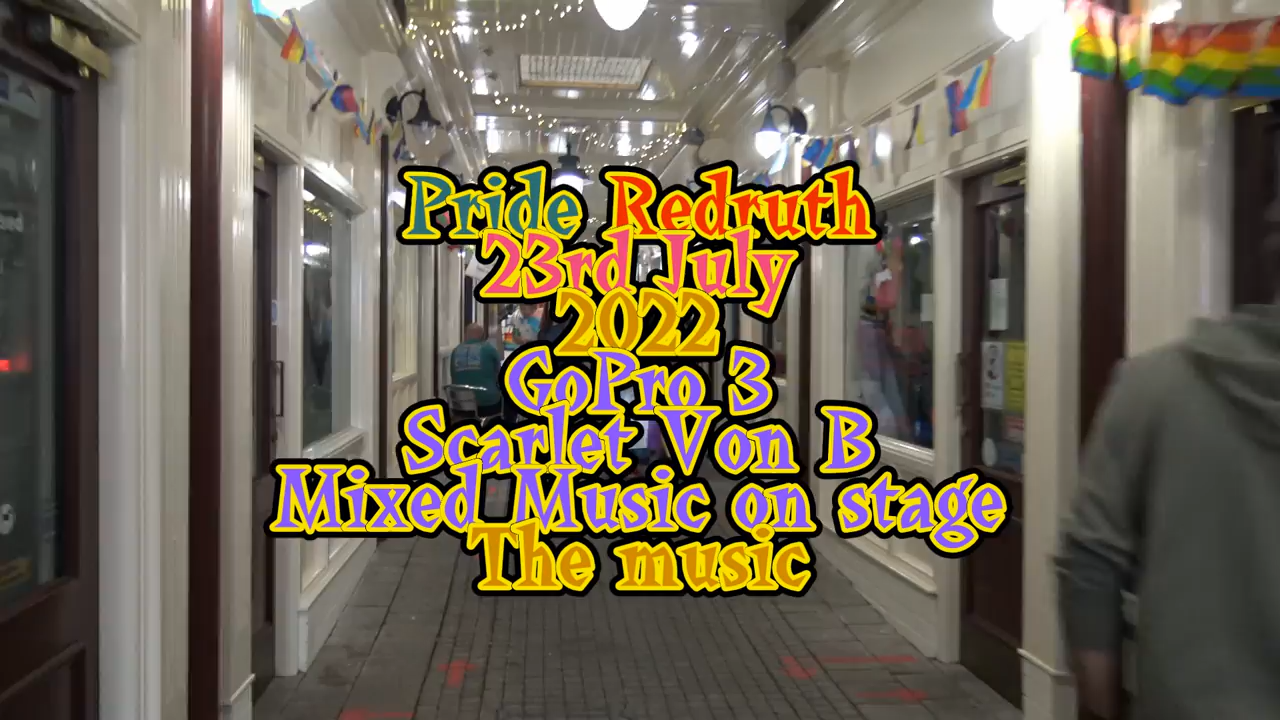 Pride Redruth
23rd July
2022
GoPro 3
Scarlet Von B
Mixed Music on stage
The music